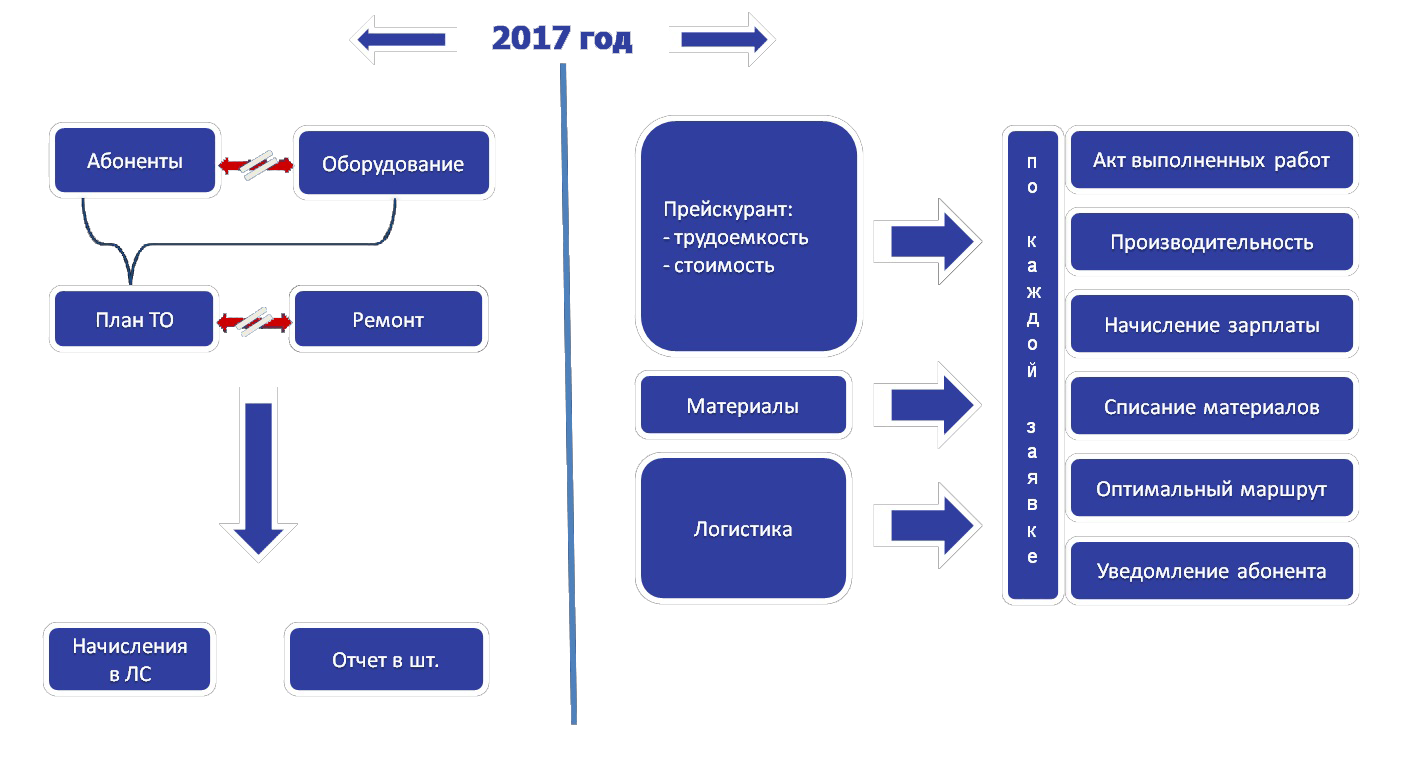 2017 год
Абоненты
Оборудование
План ТО
Ремонт
Начисления
в ЛС
Отчет в шт.
Прейскурант:
- трудоемкость
- стоимость
Материалы
Логистика
по каждой заявке
Акт выполненных работ
Производительность
Начисление зарплаты
Списание материалов
Оптимальный маршрут
Уведомление абонента